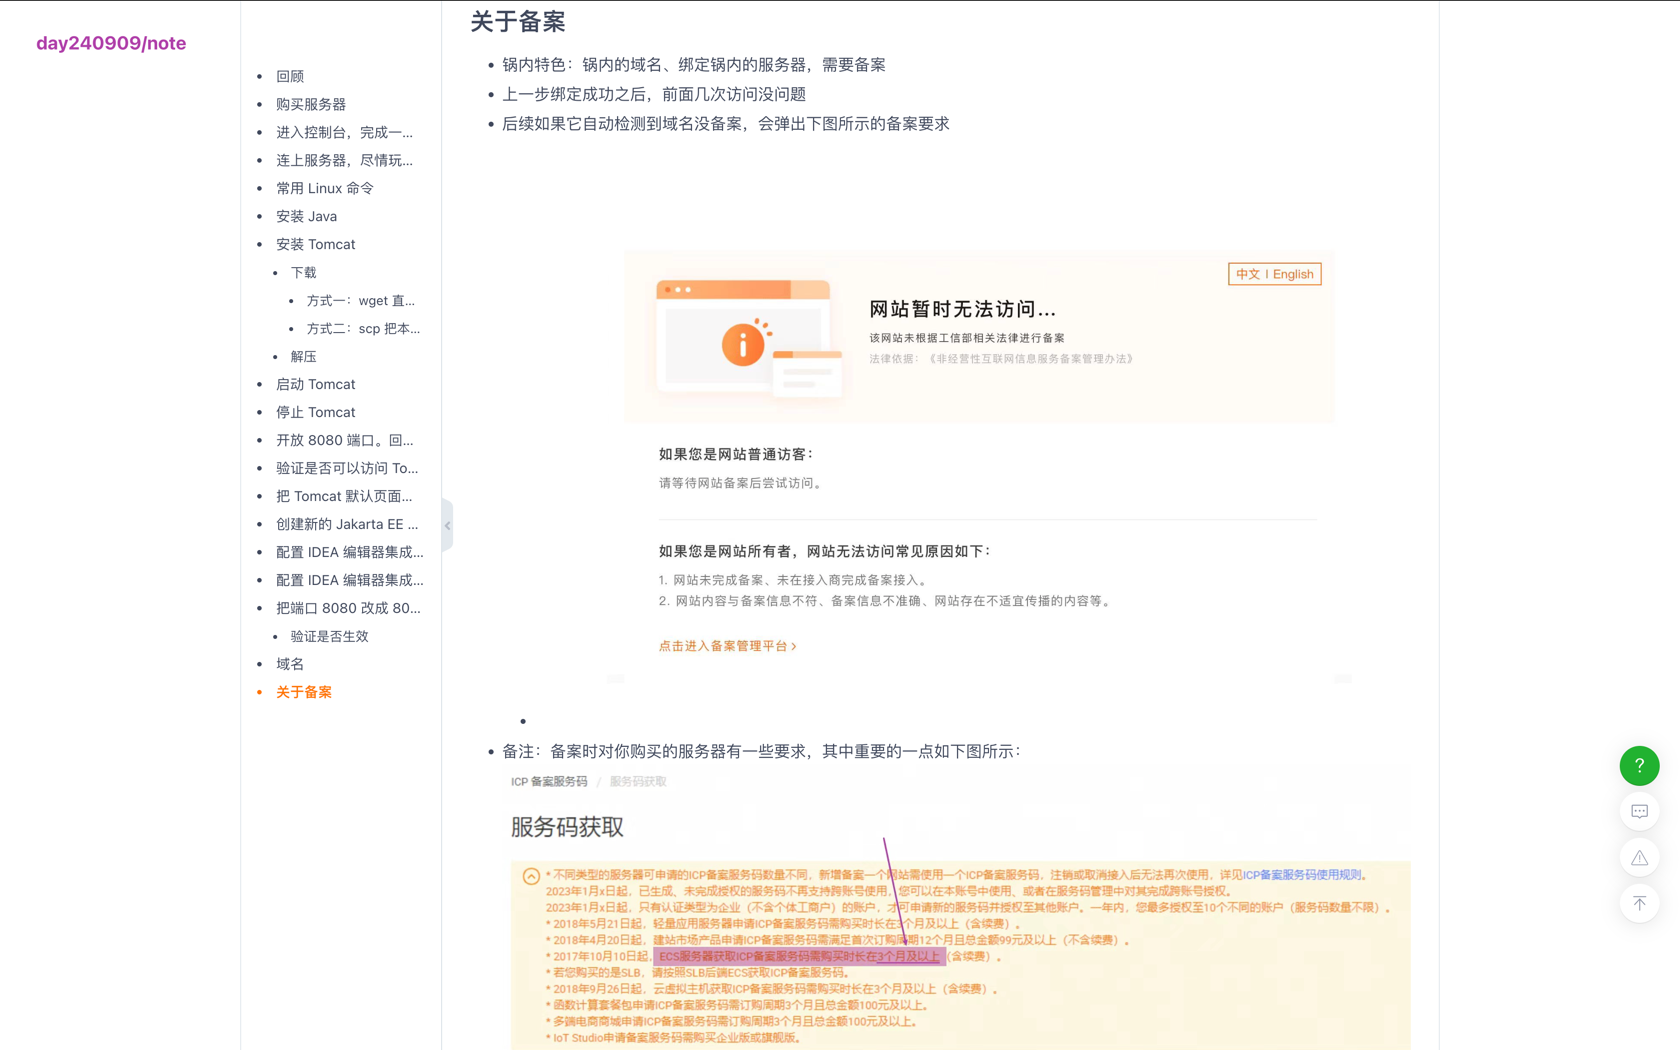 day240909/note
回顾
购买服务器
进入控制台，完成一...
连上服务器，尽情玩...
常用 Linux 命令
安装 Java
安装 Tomcat
下载
方式一：wget 直...
方式二：scp 把本...
解压
启动 Tomcat
停止 Tomcat
开放 8080 端口。回...
验证是否可以访问 To...
把 Tomcat 默认页面...
创建新的 Jakarta EE ...
配置 IDEA 编辑器集成...
配置 IDEA 编辑器集成...
把端口 8080 改成 80...
验证是否生效
域名
关于备案
关于备案
锅内特色：锅内的域名、绑定锅内的服务器，需要备案
上一步绑定成功之后，前面几次访问没问题
后续如果它自动检测到域名没备案，会弹出下图所示的备案要求
中文 | English
网站暂时无法访问...
该网站未根据工信部相关法律进行备案
法律依据：《非经营性互联网信息服务备案管理办法》
如果您是网站普通访客：
请等待网站备案后尝试访问。
如果您是网站所有者，网站无法访问常见原因如下：
1. 网站未完成备案、未在接入商完成备案接入。
2. 网站内容与备案信息不符、备案信息不准确、网站存在不适宜传播的内容等。
点击进入备案管理平台 >
备注：备案时对你购买的服务器有一些要求，其中重要的一点如下图所示：
ICP 备案服务码 / 服务码获取
服务码获取
* 不同类型的服务器可申请的ICP备案服务码数量不同，新增备案一个网站需使用一个ICP备案服务码，注销或取消接入后无法再次使用，详见ICP备案服务码使用规则。
2023年1月x日起，已生成、未完成授权的服务码不再支持跨账号使用，您可以在本账号中使用、或者在服务码管理中对其完成跨账号授权。
2023年1月x日起，只有认证类型为企业（不含个体工商户）的账户，才可申请新的服务码并授权至其他账户。一年内，您最多授权至10个不同的账户（服务码数量不限）。
* 2018年5月21日起，轻量应用服务器申请ICP备案服务码需购买时长在3个月及以上（含续费）。
* 2018年4月20日起，建站市场产品申请ICP备案服务码需满足首次订购周期12个月且总金额99元及以上（不含续费）。
* 2017年10月10日起，ECS服务器获取ICP备案服务码需购买时长在3个月及以上（含续费）。
* 若您购买的是SLB，请按照SLB后端ECS获取ICP备案服务码。
* 2018年9月26日起，云虚拟主机获取ICP备案服务码需购买时长在3个月及以上（含续费）。
* 函数计算套餐包申请ICP备案服务码需订购周期3个月且总金额100元及以上。
* 多端电商商城申请ICP备案服务码需订购周期3个月且总金额100元及以上。
* IoT Studio申请备案服务码需购买企业版或旗舰版。